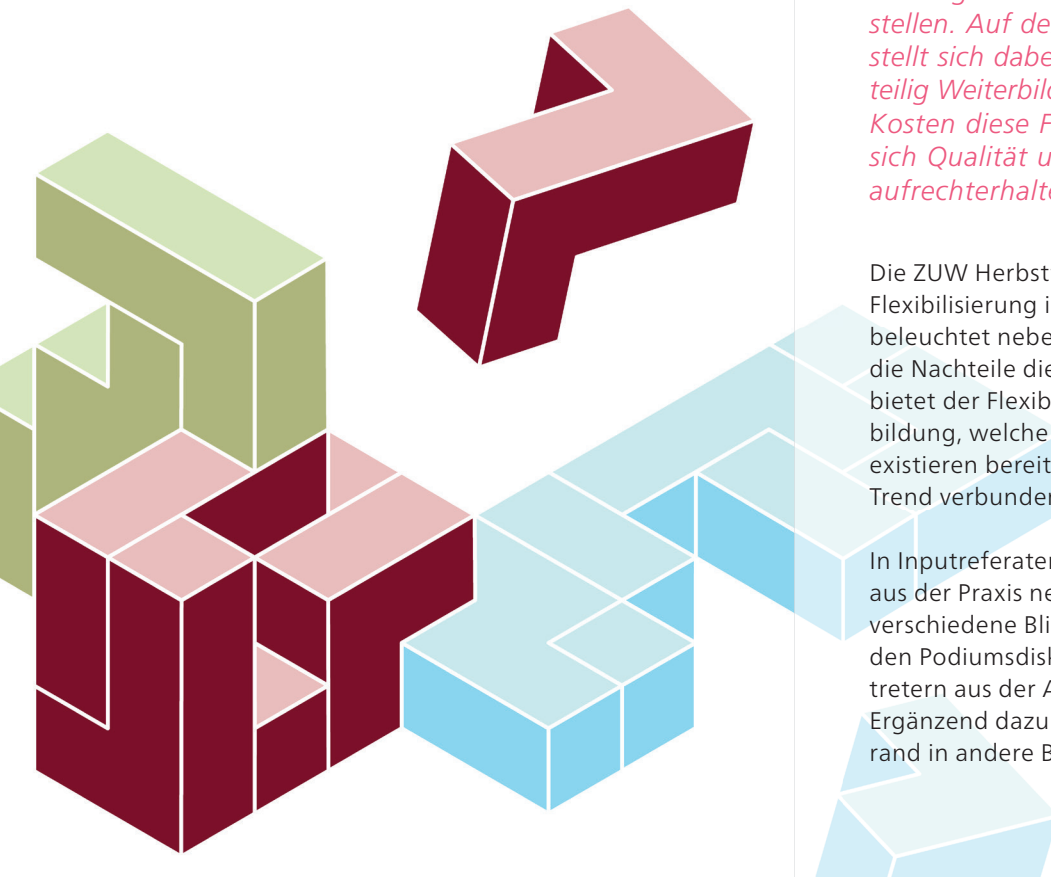 stellen. Auf de
stellt sich dabe
teilig Weiterbild
Kosten diese F
sich Qualität u
aufrechterhalte
Die ZUW Herbst
Flexibilisierung i
beleuchtet nebe
die Nachteile die
bietet der Flexib
bildung, welche
existieren bereit
Trend verbunden
In Inputreferaten
aus der Praxis ne
verschiedene Bli
den Podiumsdisk
tretern aus der A
Ergänzend dazu
rand in andere B